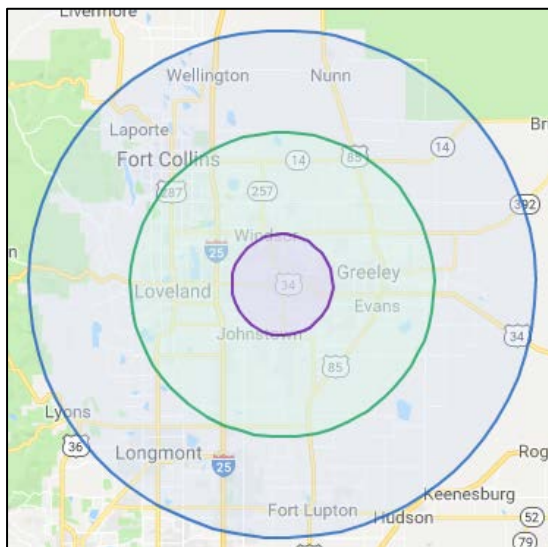 Livermore
Wellington
Nunn
Laporte
Br
Fort Collins
14
85
14
287
257
392
Windsor
n
25
Greeley
Loveland
34
Evans
Johnstown
34
85
Lyons
36
Longmont
25
Rog
Keenesburg
Fort Lupton
Hudson
52
79